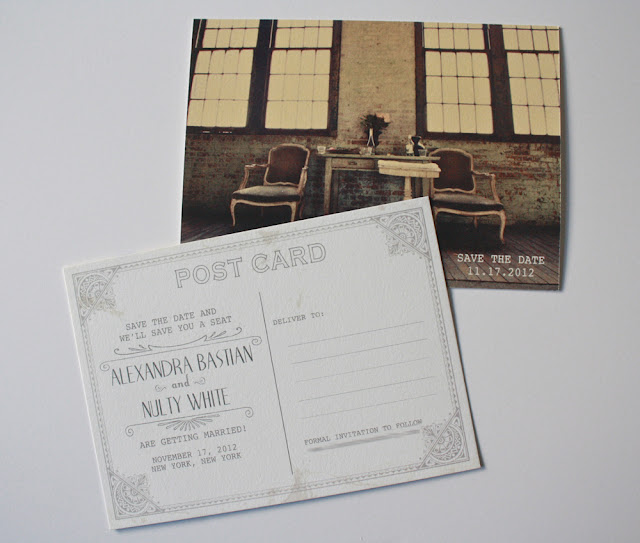 SAVE THE DATE
11.17.2012
POST CARD
SAVE THE DATE AND
WE'LL SAVE YOU A SEAT
ALEXANDRA BASTIAN
and
NULTY WHITE
ARE GETTING MARRIED!
NOVEMBER 17, 2012
NEW YORK, NEW YORK
DELIVER TO:
FORMAL INVITATION TO FOLLOW